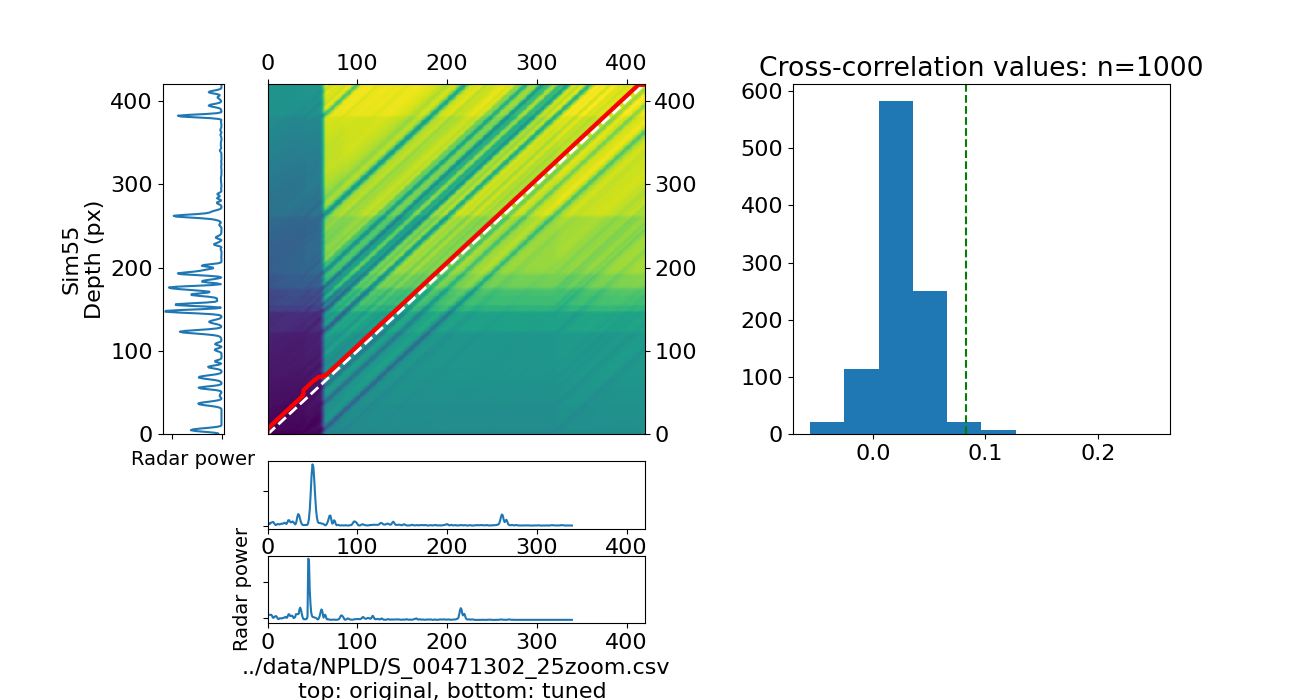 0 100 200 300 400
Cross-correlation values: n=1000
400
300
200
100
0
Sim55
Depth (px)
400
300
200
100
0
600
500
400
300
200
100
0
0.0 0.1 0.2
Radar power
0 100 200 300 400
Radar power
0 100 200 300 400
../data/NPLD/S_00471302_25zoom.csv
top: original, bottom: tuned